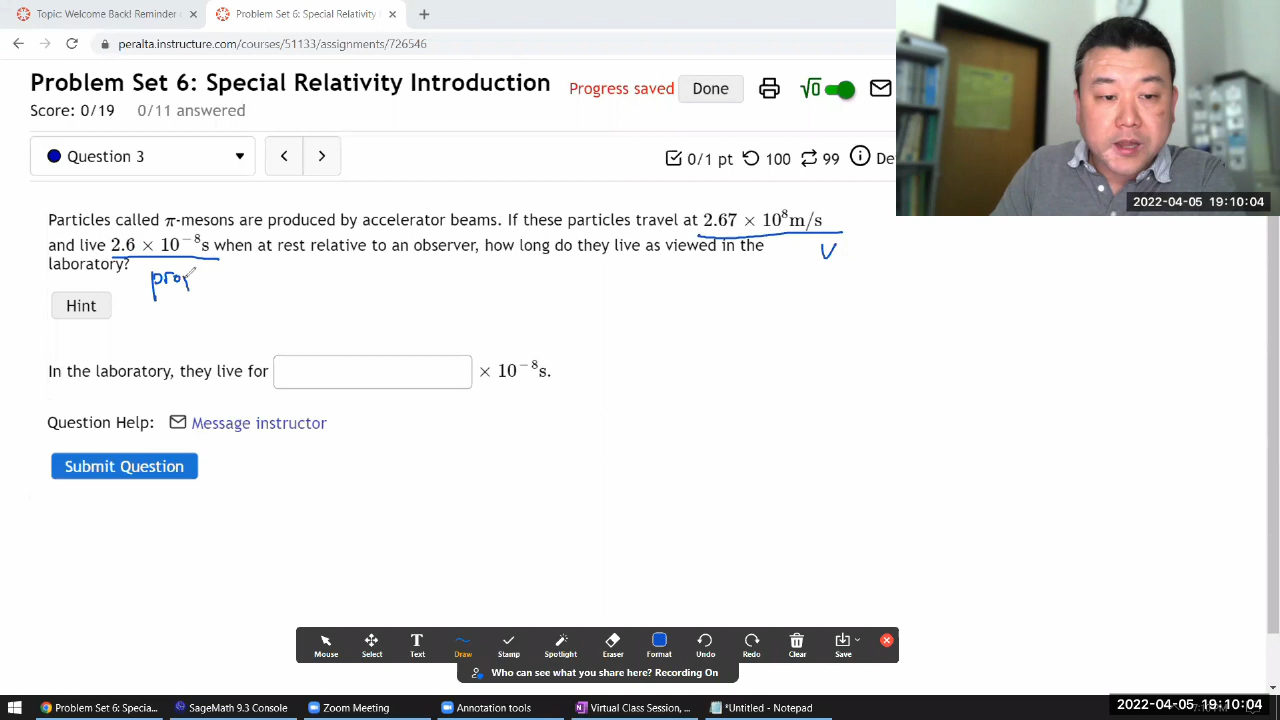 Topic: Welcome Back! Reminder
Problem Set 6: Special Relativity
peralta.instructure.com/courses/51133/assignments/726546
Problem Set 6: Special Relativity Introduction
Progress saved
Done
√0
Score: 0/19 0/11 answered
Question 3
0/1 pt 100 99 De
2022-04-05 19:10:04
Particles called π-mesons are produced by accelerator beams. If these particles travel at 2.67 × 10⁸m/s
and live 2.6 × 10⁻⁸s when at rest relative to an observer, how long do they live as viewed in the
laboratory?
v
prop
Hint
In the laboratory, they live for × 10⁻⁸s.
Question Help: Message instructor
Submit Question
Mouse Select Text Draw Stamp Spotlight Eraser Format Undo Redo Clear Save
Who can see what you share here? Recording On
Problem Set 6: Specia... SageMath 9.3 Console Zoom Meeting Annotation tools Virtual Class Session, ... *Untitled - Notepad
2022-04-05 19:10:04